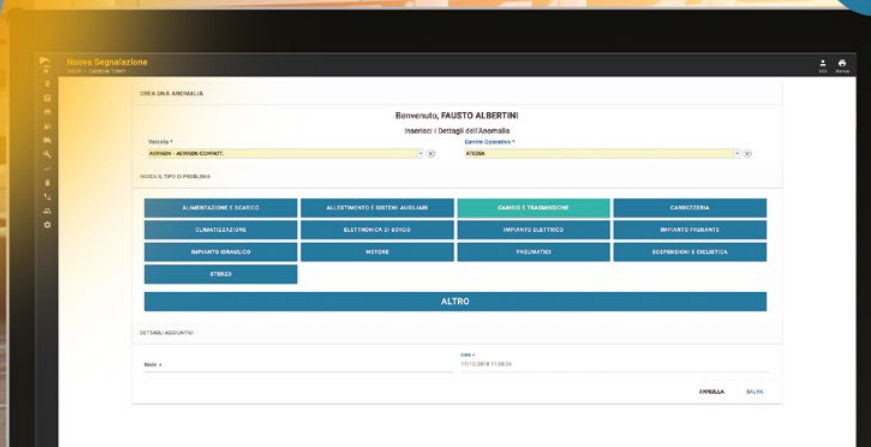 Nuova Segnalazione
CREA UNA ANOMALIA
Benvenuto, FAUSTO ALBERTINI
Inserisci i Dettagli dell'Anomalia
Veicolo * Centro Operativo *
ATESSA
INDICA IL TIPO DI PROBLEMA
ALIMENTAZIONE E SCARICO ALLESTIMENTO E SISTEMI AUSILIARI CAMBIO E TRASMISSIONE CARROZZERIA
CLIMATIZZAZIONE ELETTRONICA DI BORDO IMPIANTO ELETTRICO IMPIANTO FRENANTE
IMPIANTO IDRAULICO MOTORE PNEUMATICI SOSPENSIONI E CICLISTICA
STERZO
ALTRO
DETTAGLI AGGIUNTIVI
Data *
Note *
ANNULLA SALVA